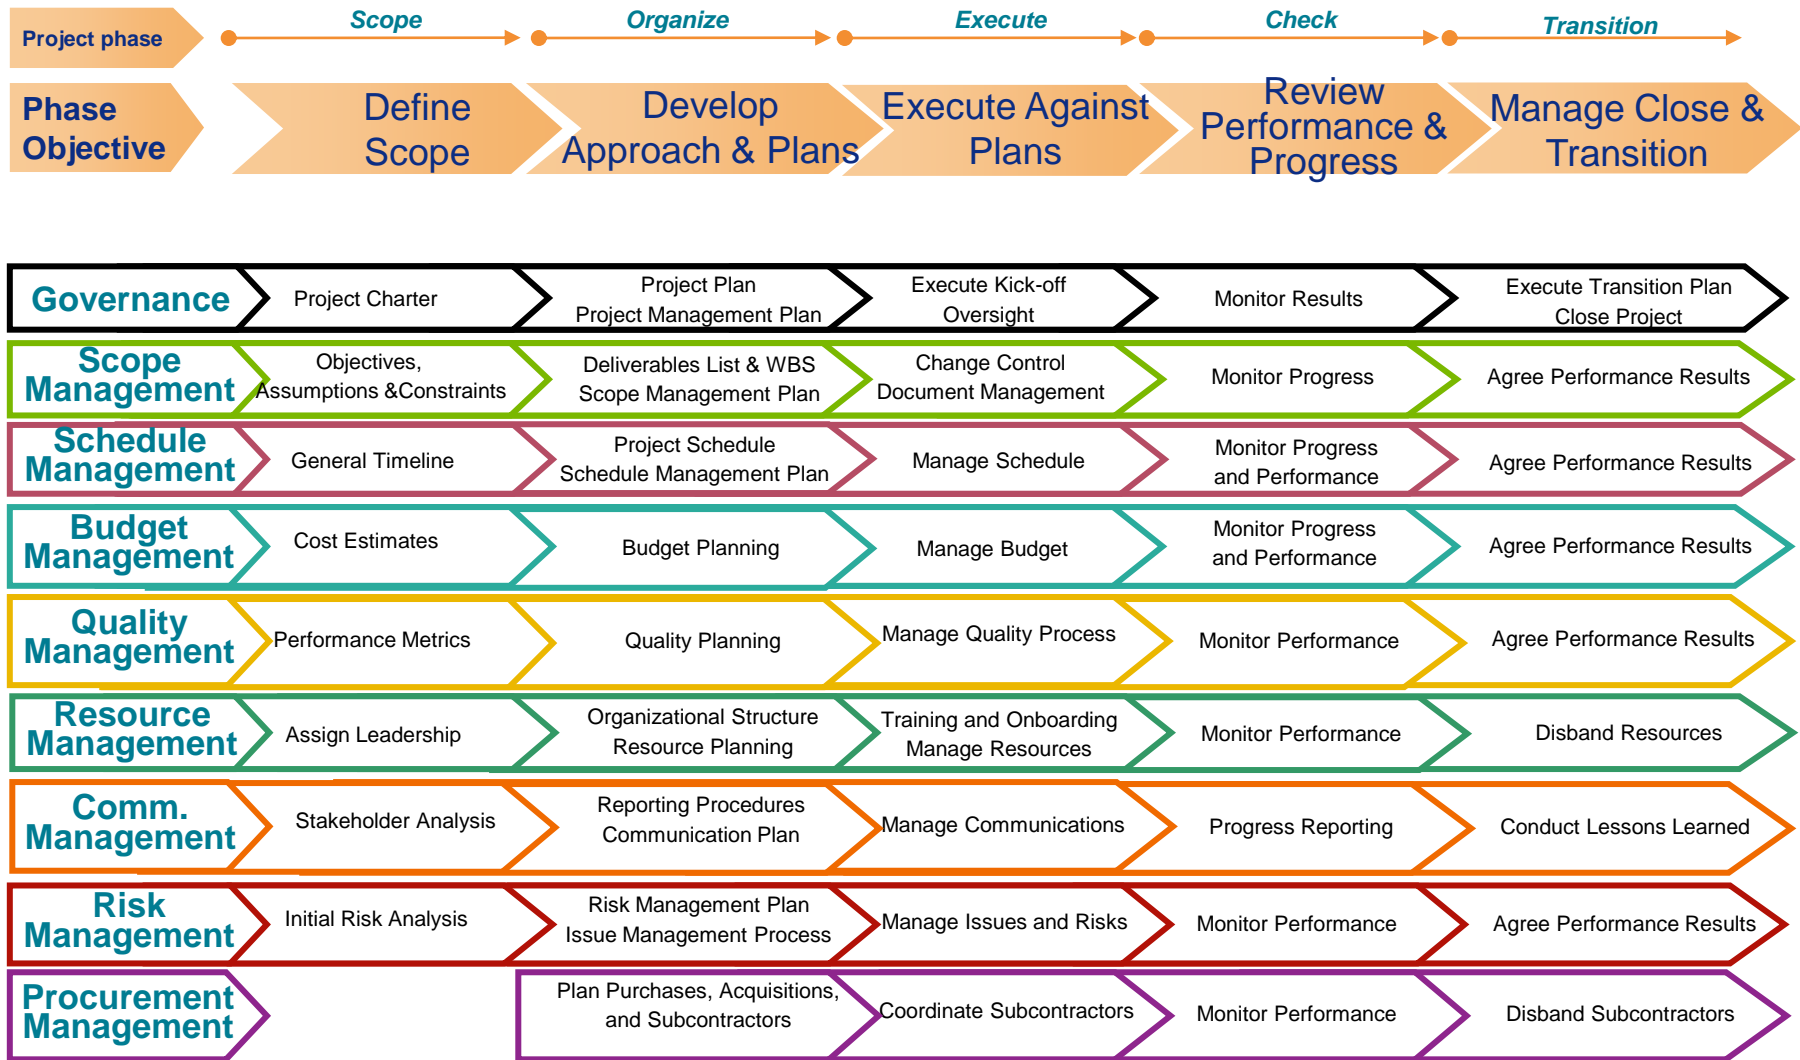 Project phase
Scope
Organize
Execute
Check
Transition
Phase
Objective
Define
Scope
Develop
Approach & Plans
Execute Against
Plans
Review
Performance &
Progress
Manage Close &
Transition
Governance
Project Charter
Project Plan
Project Management Plan
Execute Kick-off
Oversight
Monitor Results
Execute Transition Plan
Close Project
Scope
Management
Objectives,
Assumptions &Constraints
Deliverables List & WBS
Scope Management Plan
Change Control
Document Management
Monitor Progress
Agree Performance Results
Schedule
Management
General Timeline
Project Schedule
Schedule Management Plan
Manage Schedule
Monitor Progress
and Performance
Agree Performance Results
Budget
Management
Cost Estimates
Budget Planning
Manage Budget
Monitor Progress
and Performance
Agree Performance Results
Quality
Management
Performance Metrics
Quality Planning
Manage Quality Process
Monitor Performance
Agree Performance Results
Resource
Management
Assign Leadership
Organizational Structure
Resource Planning
Training and Onboarding
Manage Resources
Monitor Performance
Disband Resources
Comm.
Management
Stakeholder Analysis
Reporting Procedures
Communication Plan
Manage Communications
Progress Reporting
Conduct Lessons Learned
Risk
Management
Initial Risk Analysis
Risk Management Plan
Issue Management Process
Manage Issues and Risks
Monitor Performance
Agree Performance Results
Procurement
Management
Plan Purchases, Acquisitions,
and Subcontractors
Coordinate Subcontractors
Monitor Performance
Disband Subcontractors